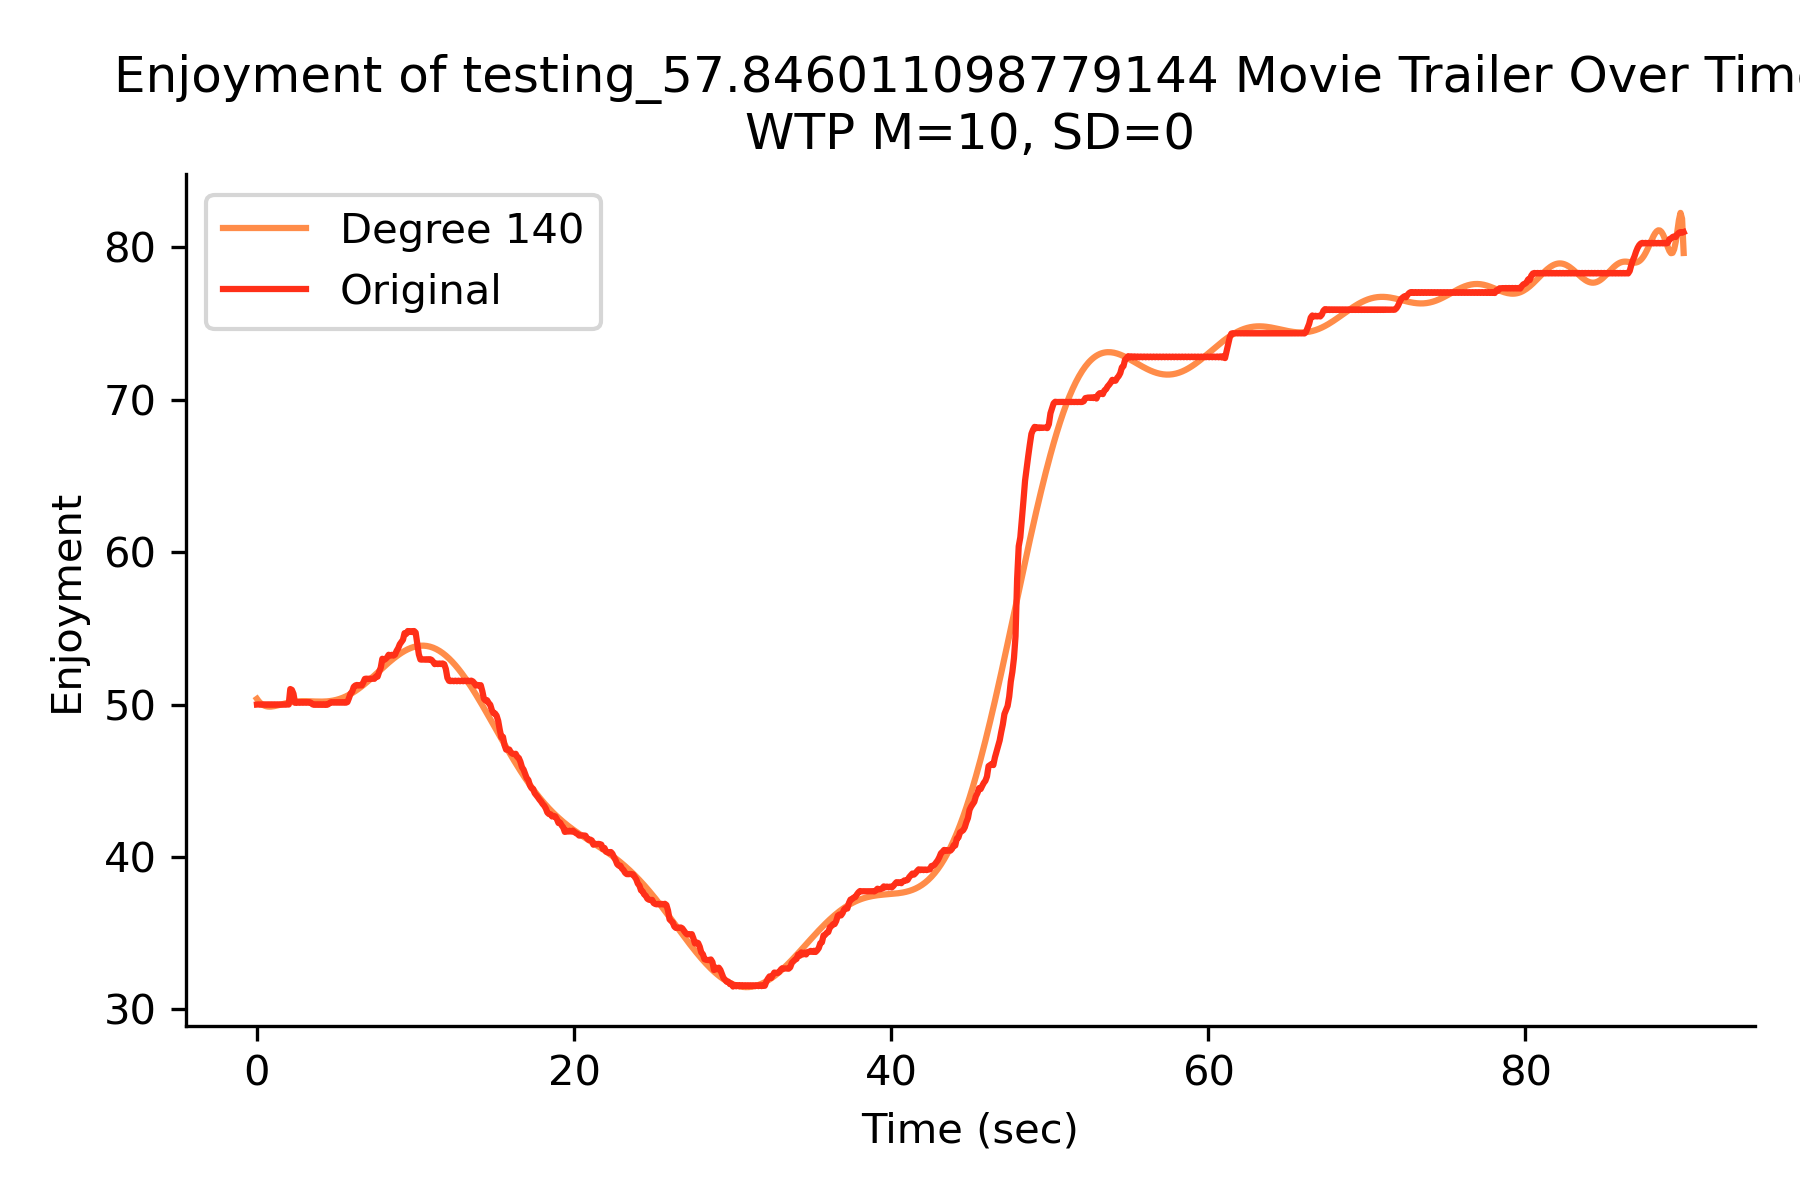 Enjoyment of testing_57.846011098779144 Movie Trailer Over Time
WTP M=10, SD=0
Degree 140
Original
80
70
60
50
40
30
Enjoyment
0 20 40 60 80
Time (sec)